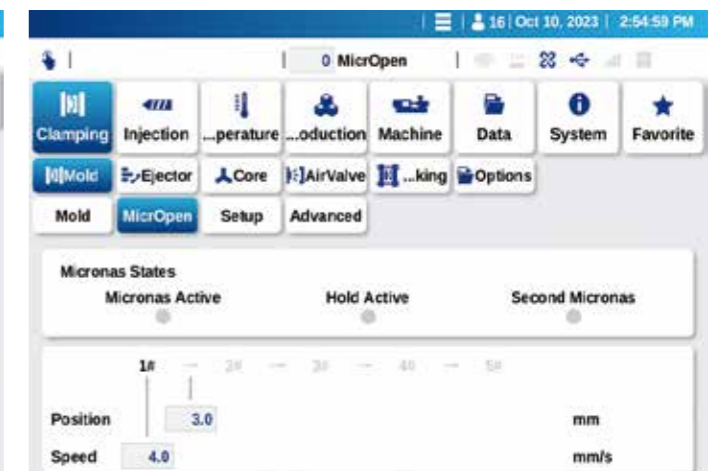 16 | Oct 10, 2023 | 2:54:59 PM
0 MicrOpen
Clamping Injection ...perature ...oduction Machine Data System Favorite
Mold Ejector Core AirValve ...king Options
Mold MicrOpen Setup Advanced
Micronas States
Micronas Active Hold Active Second Micronas
1# 2# 3# 4# 5#
Position 3.0 mm
Speed 4.0 mm/s